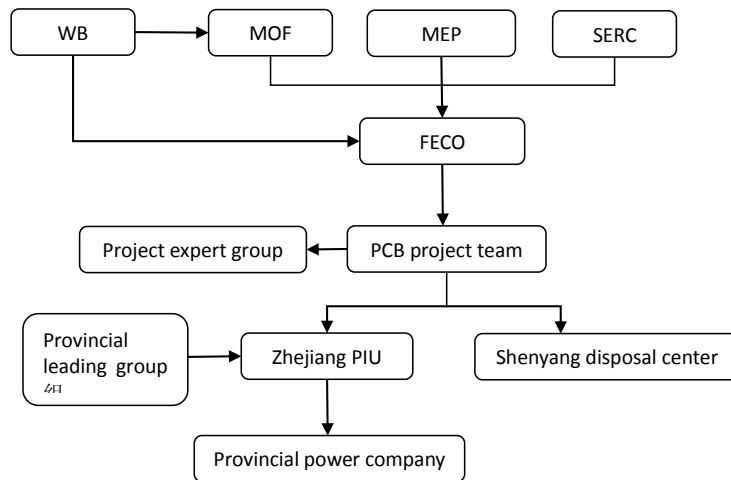 WB
MOF
MEP
SERC
FECO
Project expert group
PCB project team
Provincial
leading group
Zhejiang PIU
Shenyang disposal center
Provincial power company